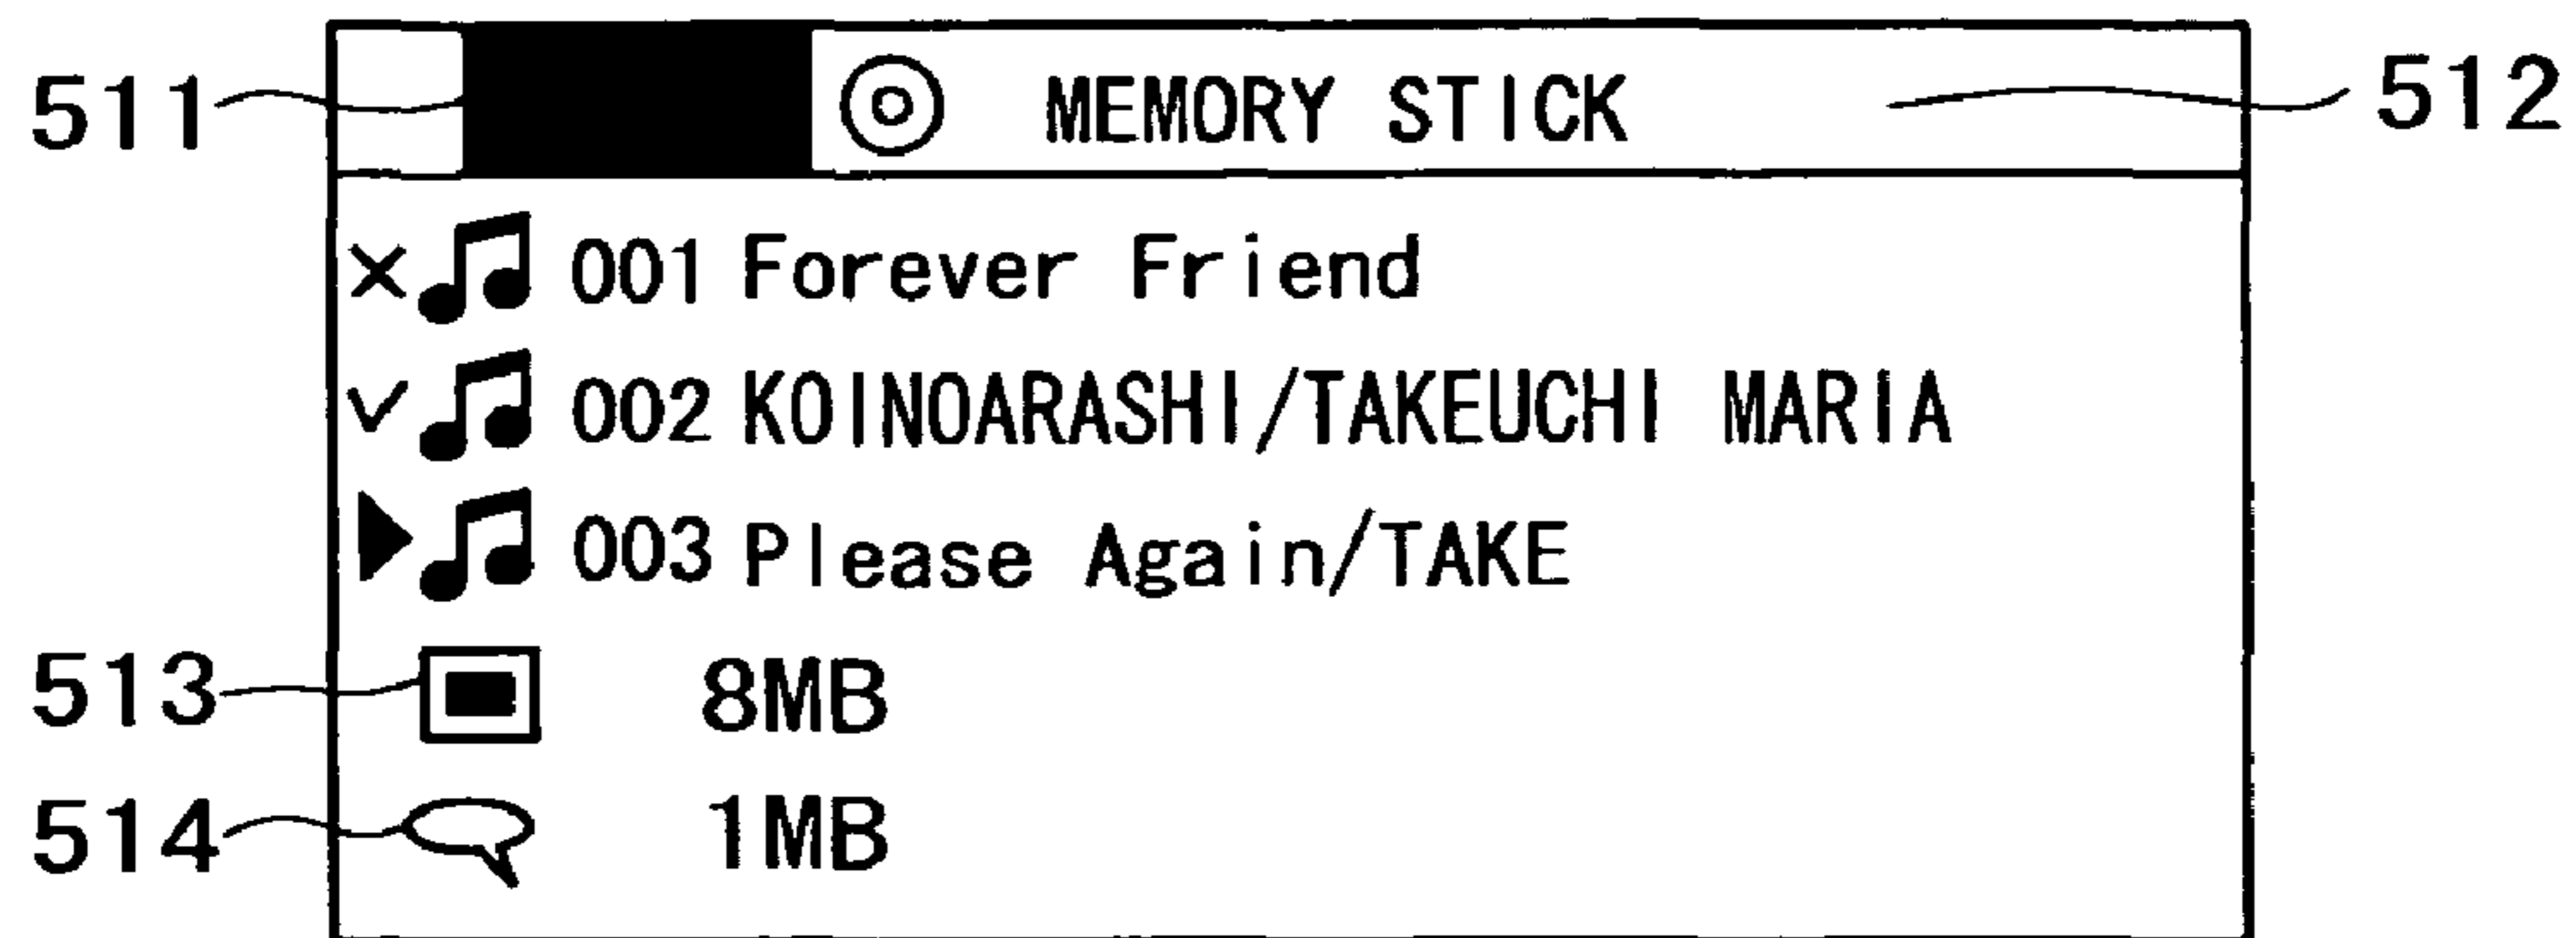 511 MEMORY STICK 512
001 Forever Friend
002 KOINOARASHI/TAKEUCHI MARIA
003 Please Again/TAKE
513 8MB
514 1MB